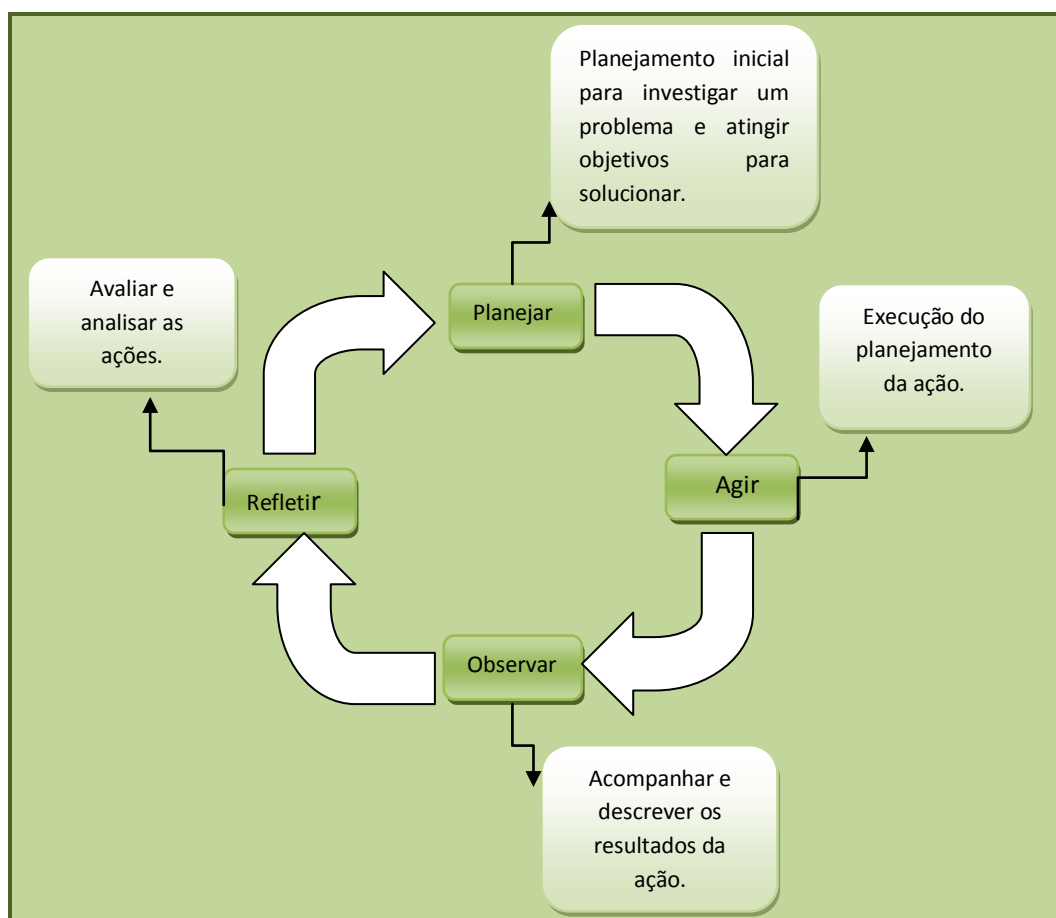 Planejamento inicial
para investigar um
problema e atingir
objetivos para
solucionar.
Avaliar e
analisar as
ações.
Planejar
Execução do
planejamento
da ação.
Refletir
Agir
Observar
Acompanhar e
descrever os
resultados da
ação.